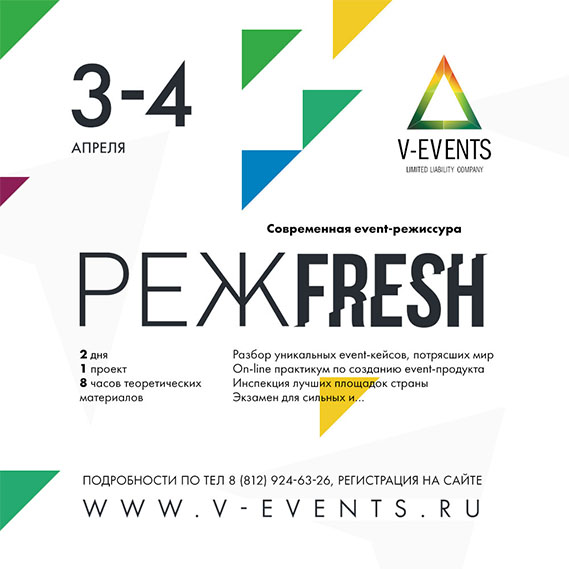 3-4
АПРЕЛЯ
V-EVENTS
LIMITED LIABILITY COMPANY
Современная event-режиссура
РЕЖFRESH
2 дня
1 проект
8 часов теоретических
материалов
Разбор уникальных event-кейсов, потрясших мир
On-line практикум по созданию event-продукта
Инспекция лучших площадок страны
Экзамен для сильных и...
ПОДРОБНОСТИ ПО ТЕЛ 8 (812) 924-63-26, РЕГИСТРАЦИЯ НА САЙТЕ
WWW.V-EVENTS.RU